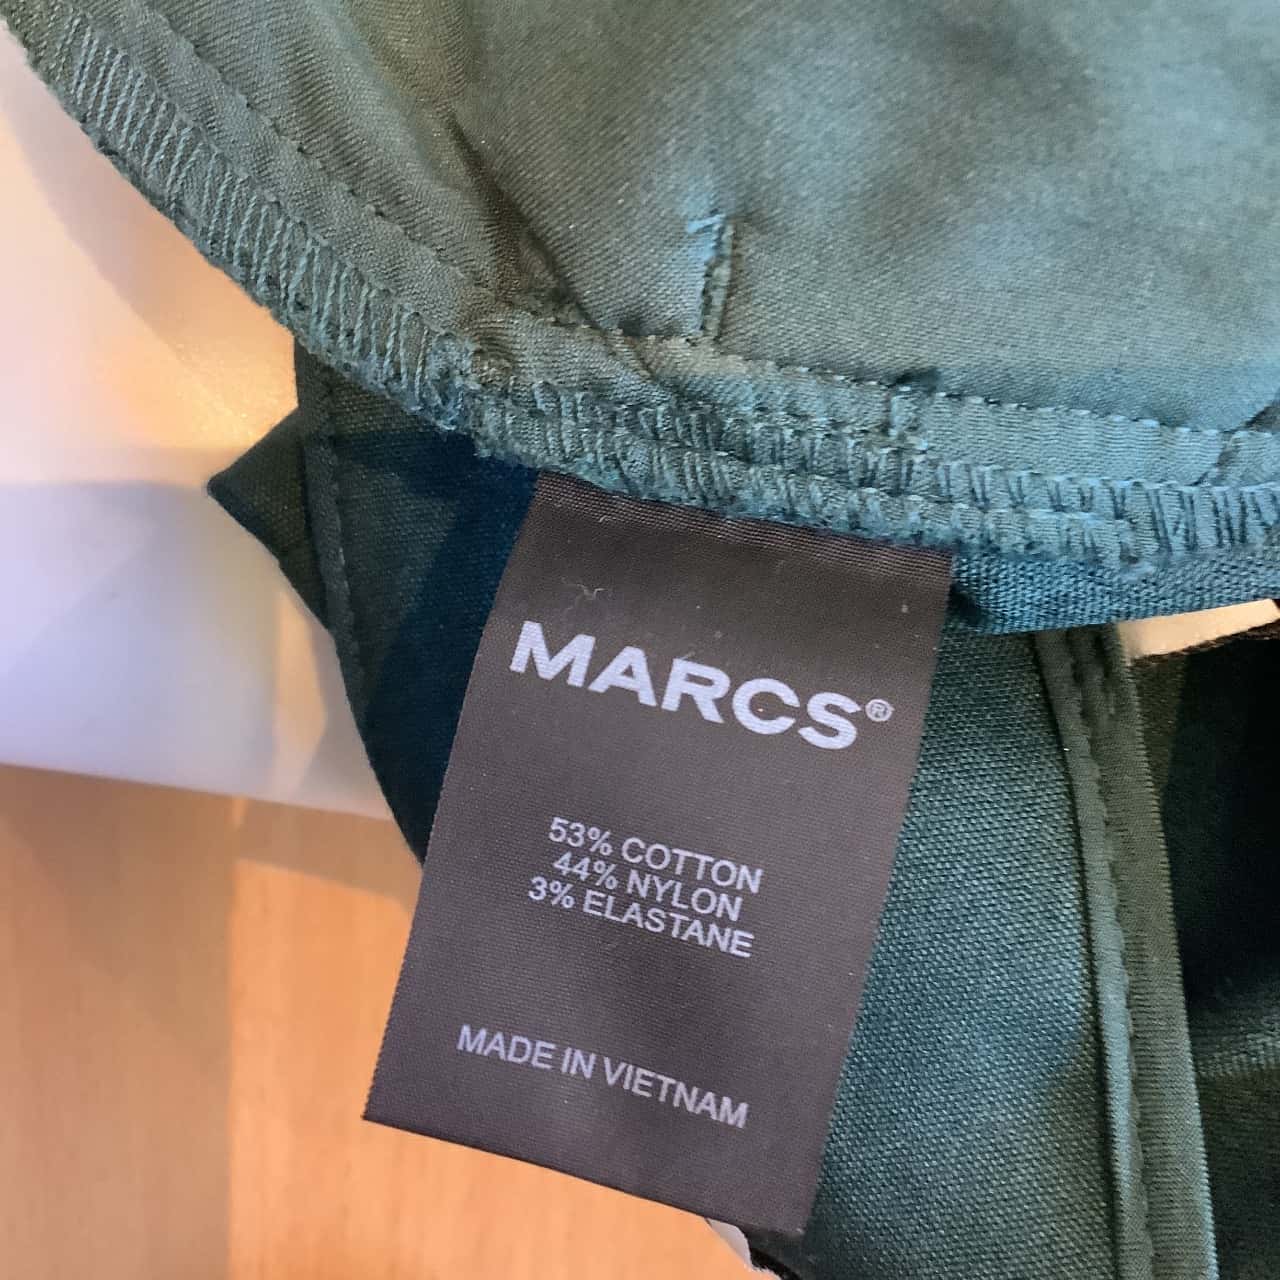 MARCS®
53% COTTON
44% NYLON
3% ELASTANE
MADE IN VIETNAM